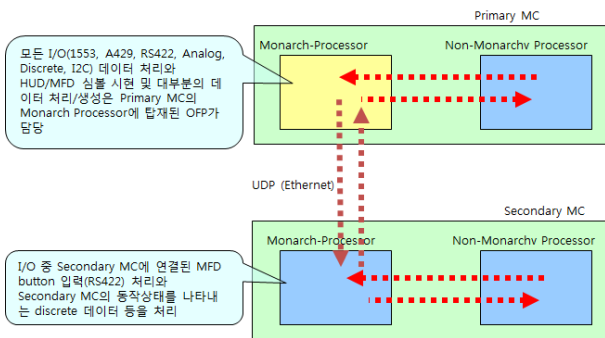 Primary MC
모든 I/O(1553, A429, RS422, Analog,
Discrete, I2C) 데이터 처리와
HUD/MFD 심볼 시현 및 대부분의 데
이터 처리/생성은 Primary MC의
Monarch Processor에 탑재된 OFP가
담당
Monarch-Processor
Non-Monarchv Processor
UDP (Ethernet)
Secondary MC
Monarch-Processor
Non-Monarchv Processor
I/O 중 Secondary MC에 연결된 MFD
button 입력(RS422) 처리와
Secondary MC의 동작상태를 나타내
는 discrete 데이터 등을 처리